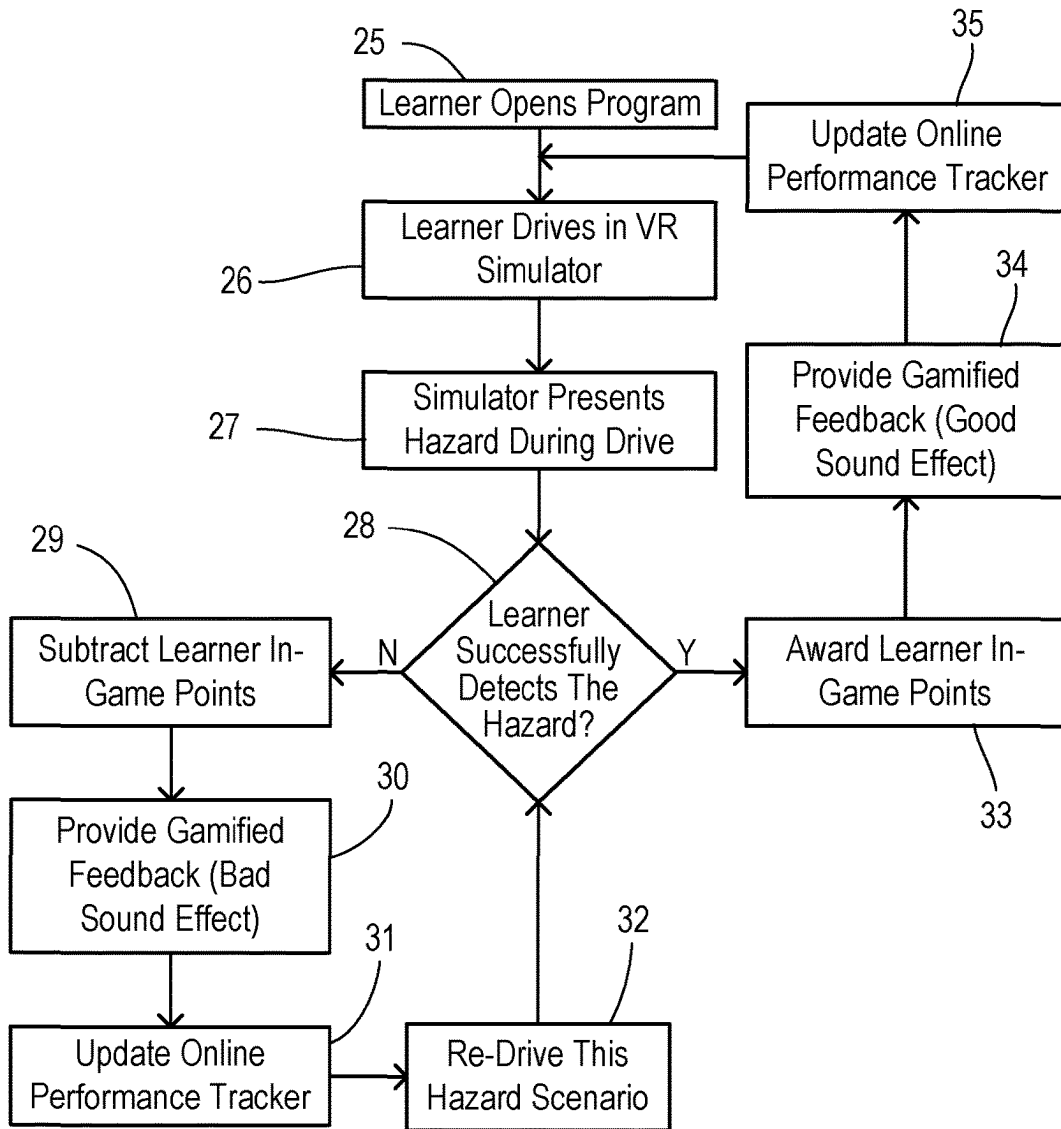 25
Learner Opens Program
35
Update Online
Performance Tracker
Learner Drives in VR
Simulator
26
34
Provide Gamified
Feedback (Good
Sound Effect)
Simulator Presents
Hazard During Drive
27
28
29
Learner
Successfully
Detects The
Hazard?
N
Y
Subtract Learner In-
Game Points
Award Learner In-
Game Points
33
30
Provide Gamified
Feedback (Bad
Sound Effect)
31
32
Update Online
Performance Tracker
Re-Drive This
Hazard Scenario